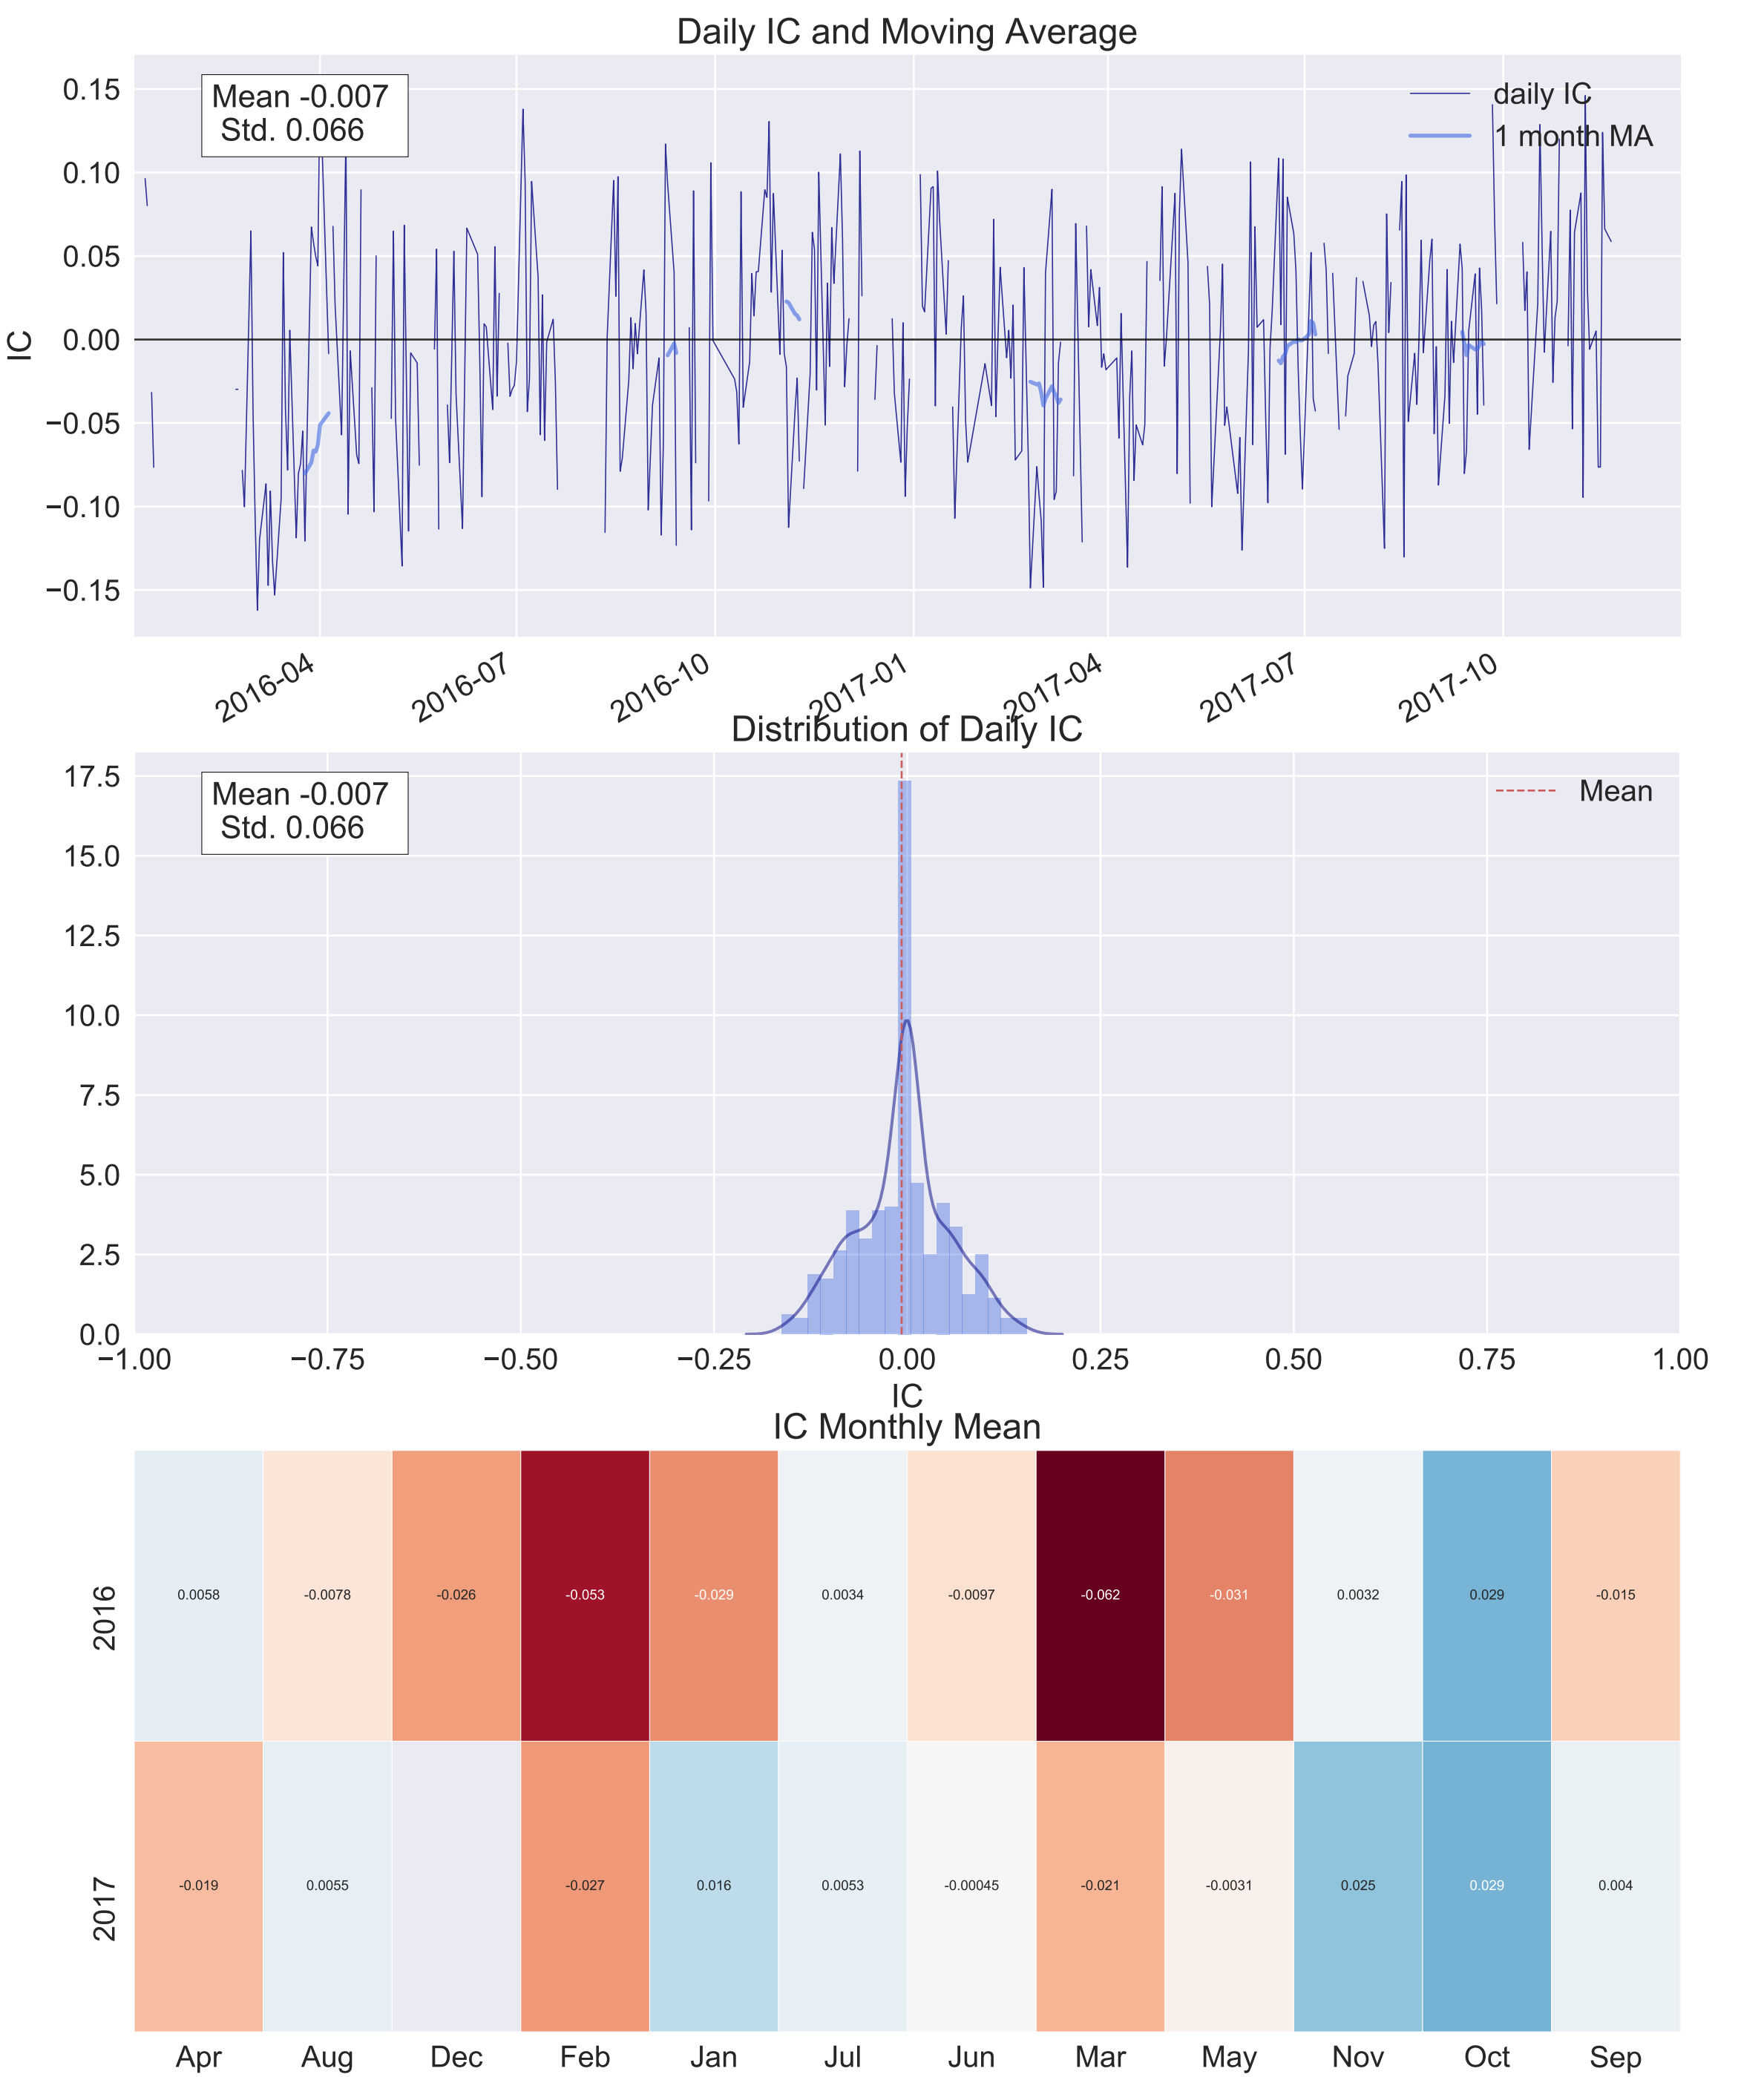 Daily IC and Moving Average
IC
0.15
0.10
0.05
0.00
−0.05
−0.10
−0.15
Mean -0.007
Std. 0.066
daily IC
1 month MA
2016-04
2016-07
2016-10
2017-01
2017-04
2017-07
2017-10
Distribution of Daily IC
17.5
15.0
12.5
10.0
7.5
5.0
2.5
0.0
Mean -0.007
Std. 0.066
Mean
−1.00 −0.75 −0.50 −0.25 0.00 0.25 0.50 0.75 1.00
IC
IC Monthly Mean
2016
0.0058 -0.0078 -0.026 -0.053 -0.029 0.0034 -0.0097 -0.062 -0.031 0.0032 0.029 -0.015
2017
-0.019 0.0055 -0.027 0.016 0.0053 -0.00045 -0.021 -0.0031 0.025 0.029 0.004
Apr Aug Dec Feb Jan Jul Jun Mar May Nov Oct Sep